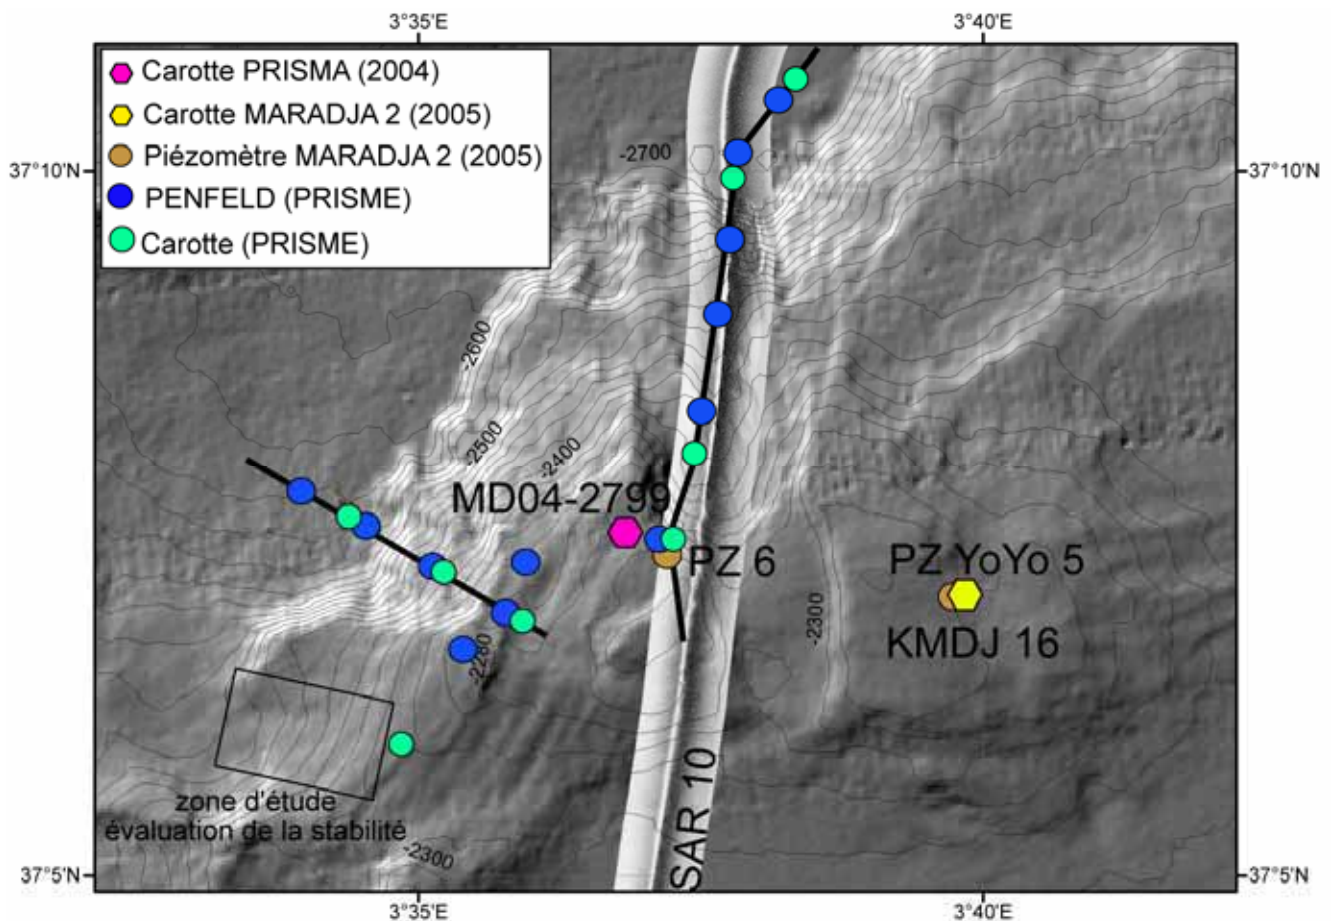 3°35'E
3°40'E
Carotte PRISMA (2004)
Carotte MARADJA 2 (2005)
Piézomètre MARADJA 2 (2005)
PENFELD (PRISME)
Carotte (PRISME)
37°10'N
37°10'N
-2700
-2600
-2500
-2400
MD04-2799
PZ 6
PZ YoYo 5
KMDJ 16
-2300
-2280
SAR 10
zone d'étude
évaluation de la stabilité
-2300
37°5'N
37°5'N
3°35'E
3°40'E